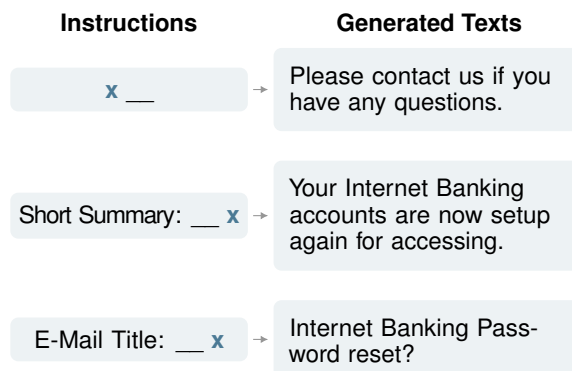 Instructions
Generated Texts
x __
Please contact us if you
have any questions.
Short Summary: __ x
Your Internet Banking
accounts are now setup
again for accessing.
E-Mail Title: __ x
Internet Banking Pass-
word reset?